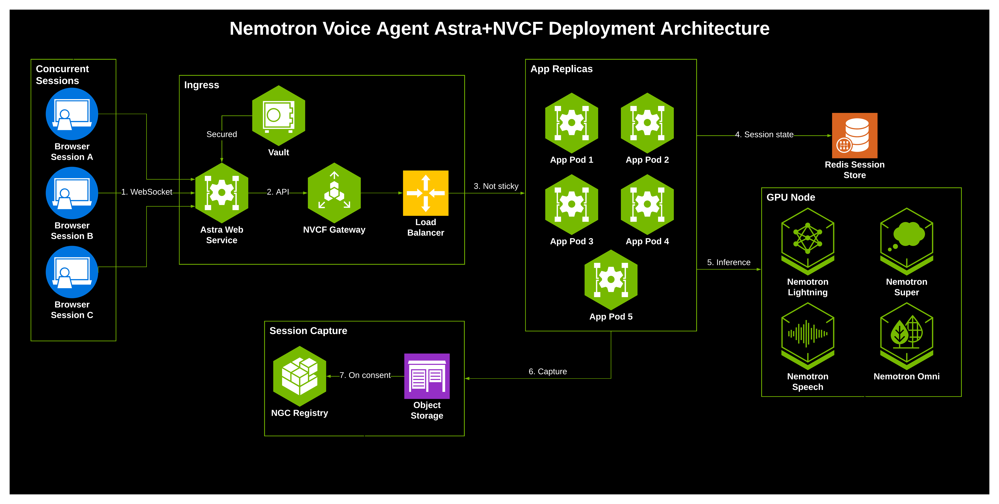 Nemotron Voice Agent Astra+NVCF Deployment Architecture
Concurrent
Sessions
Browser
Session A
Browser
Session B
Browser
Session C
1. WebSocket
Ingress
Secured
Vault
Astra Web
Service
2. API
NVCF Gateway
Load
Balancer
3. Not sticky
App Replicas
App Pod 1
App Pod 2
App Pod 3
App Pod 4
App Pod 5
4. Session state
Redis Session
Store
5. Inference
GPU Node
Nemotron
Lightning
Nemotron
Super
Nemotron
Speech
Nemotron Omni
6. Capture
Session Capture
NGC Registry
7. On consent
Object
Storage